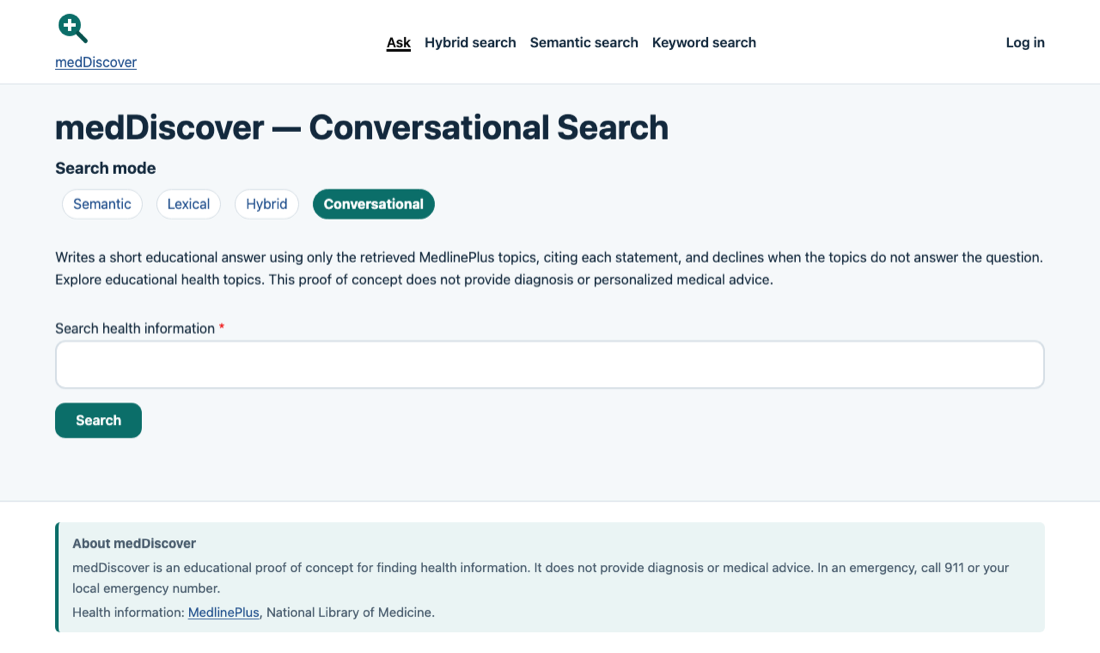 medDiscover
Ask
Hybrid search
Semantic search
Keyword search
Log in
medDiscover — Conversational Search
Search mode
Semantic
Lexical
Hybrid
Conversational
Writes a short educational answer using only the retrieved MedlinePlus topics, citing each statement, and declines when the topics do not answer the question.
Explore educational health topics. This proof of concept does not provide diagnosis or personalized medical advice.
Search health information *
Search
About medDiscover
medDiscover is an educational proof of concept for finding health information. It does not provide diagnosis or medical advice. In an emergency, call 911 or your
local emergency number.
Health information: MedlinePlus, National Library of Medicine.